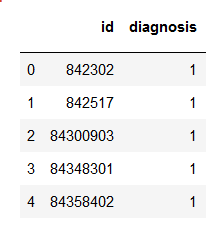 id diagnosis
0 842302 1
1 842517 1
2 84300903 1
3 84348301 1
4 84358402 1